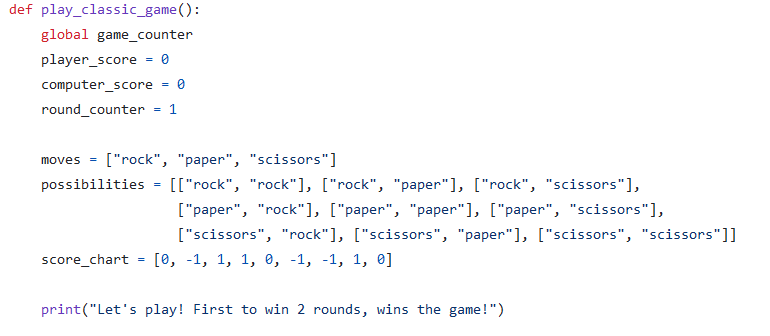 def play_classic_game():
    global game_counter
    player_score = 0
    computer_score = 0
    round_counter = 1

    moves = ["rock", "paper", "scissors"]
    possibilities = [["rock", "rock"], ["rock", "paper"], ["rock", "scissors"],
                     ["paper", "rock"], ["paper", "paper"], ["paper", "scissors"],
                     ["scissors", "rock"], ["scissors", "paper"], ["scissors", "scissors"]]
    score_chart = [0, -1, 1, 1, 0, -1, -1, 1, 0]

    print("Let's play! First to win 2 rounds, wins the game!")